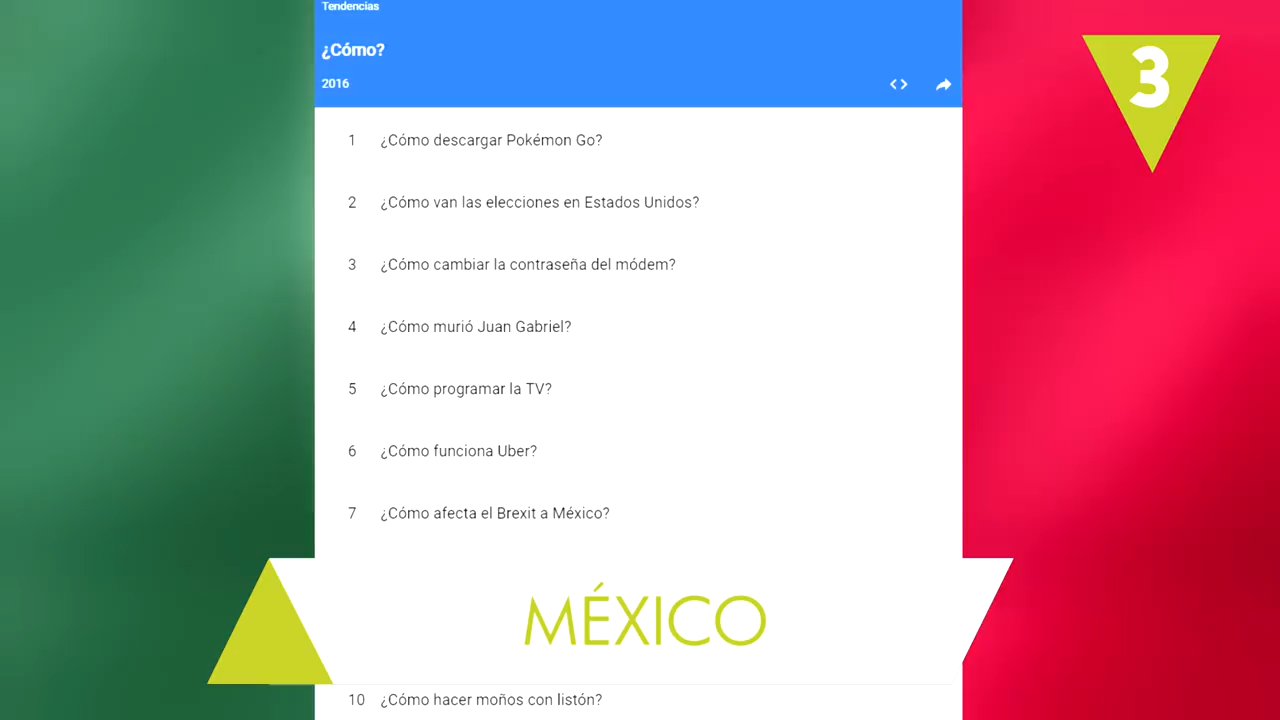 Tendencias
¿Cómo?
2016
3
1 ¿Cómo descargar Pokémon Go?
2 ¿Cómo van las elecciones en Estados Unidos?
3 ¿Cómo cambiar la contraseña del módem?
4 ¿Cómo murió Juan Gabriel?
5 ¿Cómo programar la TV?
6 ¿Cómo funciona Uber?
7 ¿Cómo afecta el Brexit a México?
MÉXICO
10 ¿Cómo hacer moños con listón?